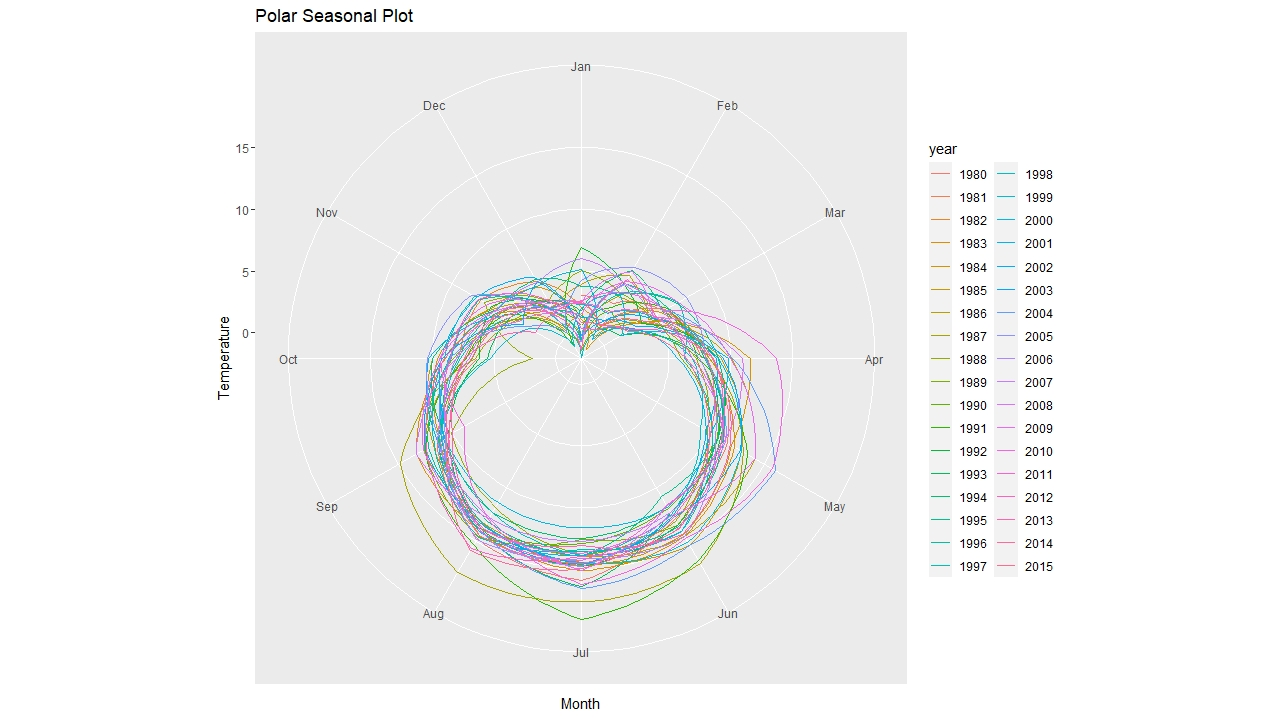 Polar Seasonal Plot
Jan
Dec
Feb
15
10
Nov
Mar
5
0
Oct
Apr
Temperature
Sep
May
Aug
Jun
Jul
Month
year
1980 1998
1981 1999
1982 2000
1983 2001
1984 2002
1985 2003
1986 2004
1987 2005
1988 2006
1989 2007
1990 2008
1991 2009
1992 2010
1993 2011
1994 2012
1995 2013
1996 2014
1997 2015